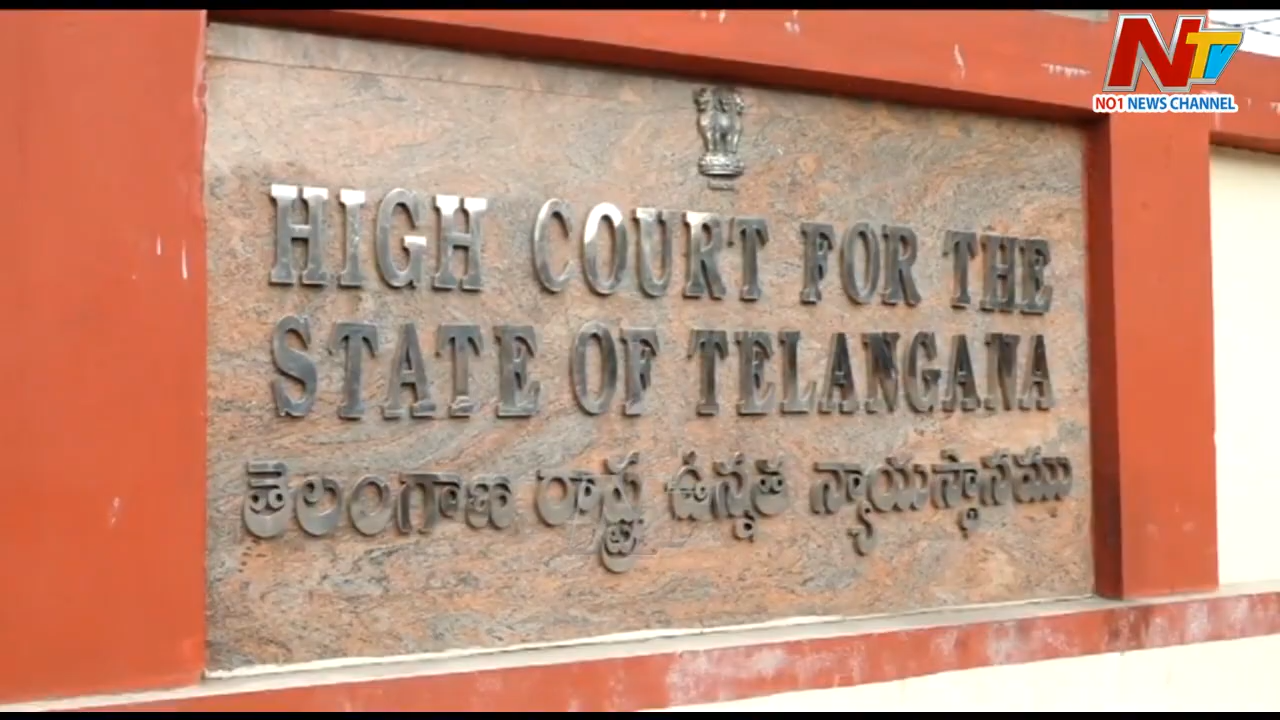 NTV
NO1 NEWS CHANNEL
HIGH COURT FOR THE
STATE OF TELANGANA
తెలంగాణ రాష్ట్ర ఉన్నత న్యాయస్థానము